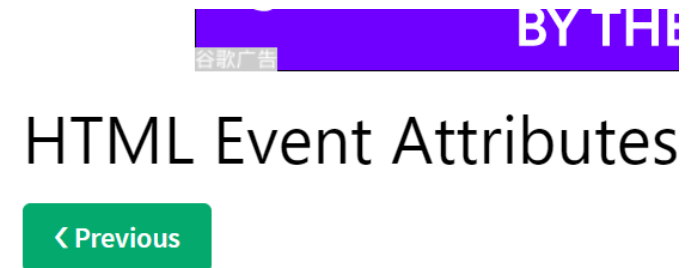 BY THE
谷歌广告
HTML Event Attributes
❮ Previous